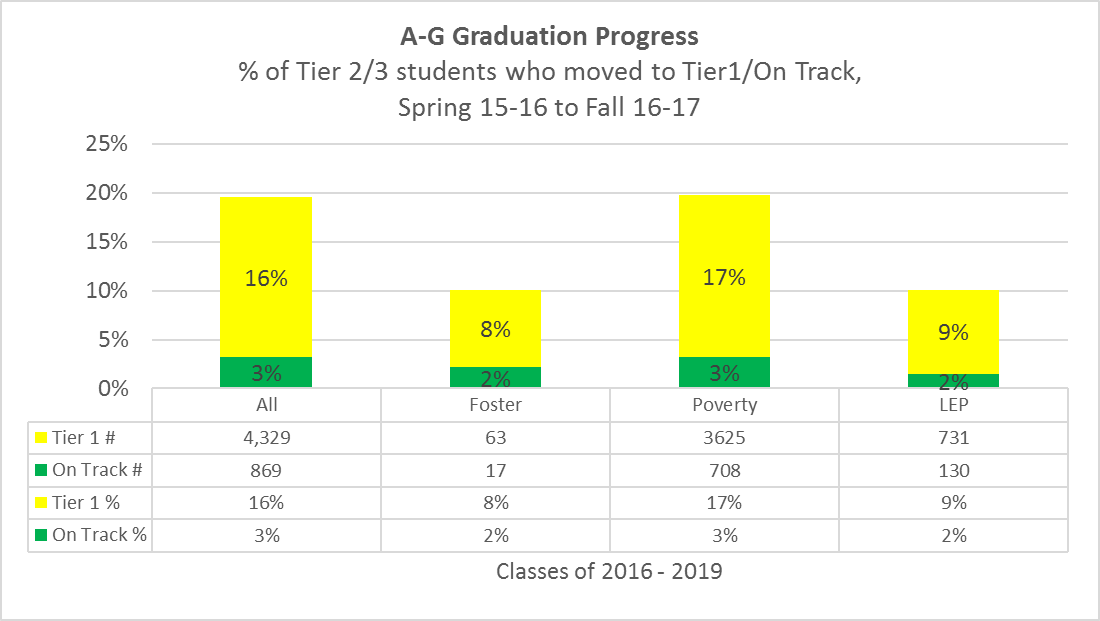 A-G Graduation Progress
% of Tier 2/3 students who moved to Tier1/On Track,
Spring 15-16 to Fall 16-17
25%
20%
15%
10%
5%
0%
16%
8%
17%
9%
3%
2%
3%
2%
All Foster Poverty LEP
Tier 1 # 4,329 63 3625 731
On Track # 869 17 708 130
Tier 1 % 16% 8% 17% 9%
On Track % 3% 2% 3% 2%
Classes of 2016 - 2019